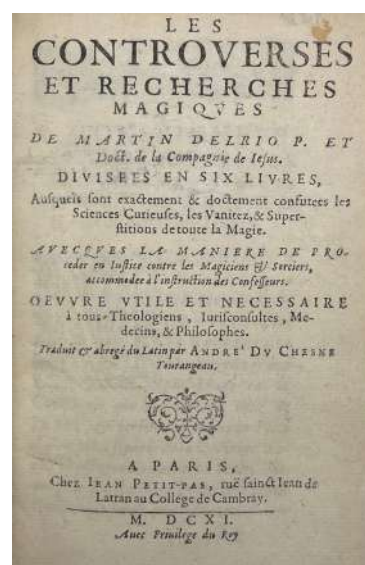 LES
CONTROVERSES
ET RECHERCHES
MAGIQVES
DE MARTIN DELRIO P. ET
Doct. de la Compagnie de Iesus.
DIVISEES EN SIX LIVRES,
Ausquels sont exactement & doctement confutees les
Sciences Curieuses, les Vanitez, & Super-
stitions de toute la Magie.
AVECQVES LA MANIERE DE PRO-
ceder en Iustice contre les Magiciens & Sorciers,
accommodee à l'instruction des Confesseurs.
OEVVRE VTILE ET NECESSAIRE
à tous Theologiens, Iurisconsultes, Me-
decins, & Philosophes.
Traduit & abregé du Latin par ANDRE' DV CHESNE
Tourangeau.
A PARIS,
Chez IEAN PETIT-PAS, ruë sainct Iean de
Latran au College de Cambray.
M. DCXI.
Auec Priuilege du Roy